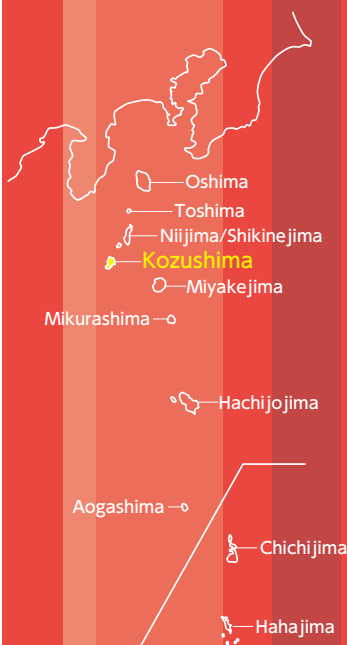 Oshima
Toshima
Niijima/Shikinejima
Kozushima
Miyakejima
Mikurashima
Hachijojima
Aogashima
Chichijima
Hahajima